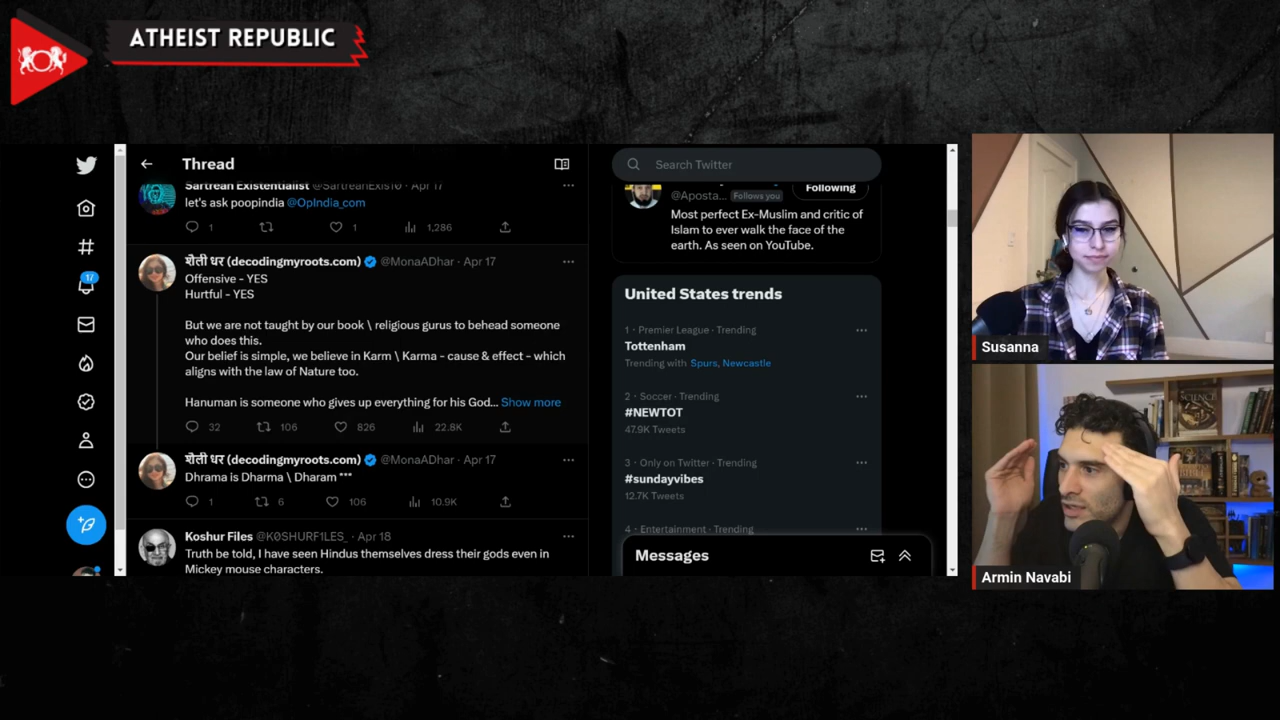 ATHEIST REPUBLIC
Thread
Sartrean Existentialist @SartreanExis10 · Apr 17
let's ask poopindia @OpIndia_com
1
1
1,286
शैली धर (decodingmyroots.com) @MonaADhar · Apr 17
Offensive - YES
Hurtful - YES
But we are not taught by our book \ religious gurus to behead someone
who does this.
Our belief is simple, we believe in Karm \ Karma - cause & effect - which
aligns with the law of Nature too.
Hanuman is someone who gives up everything for his God... Show more
32
106
826
22.8K
शैली धर (decodingmyroots.com) @MonaADhar · Apr 17
Dhrama is Dharma \ Dharam ***
1
6
106
10.9K
Koshur Files @K0SHURF1LES_ · Apr 18
Truth be told, I have seen Hindus themselves dress their gods even in
Mickey mouse characters.
17
Search Twitter
@Aposta... Follows you
Following
Most perfect Ex-Muslim and critic of
Islam to ever walk the face of the
earth. As seen on YouTube.
United States trends
1 · Premier League · Trending
Tottenham
Trending with Spurs, Newcastle
2 · Soccer · Trending
#NEWTOT
47.9K Tweets
3 · Only on Twitter · Trending
#sundayvibes
12.7K Tweets
4 · Entertainment · Trending
Messages
Susanna
SCIENCE
Armin Navabi